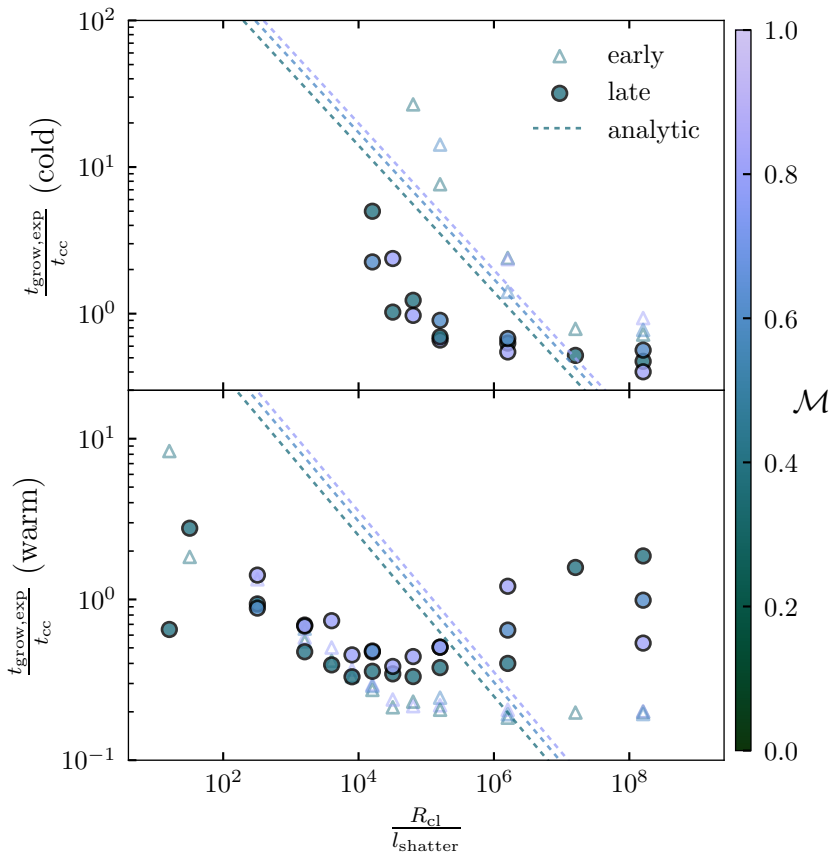 10^2
10^1
10^0
t_grow,exp / t_cc (cold)
early
late
analytic
10^1
10^0
10^-1
t_grow,exp / t_cc (warm)
10^2 10^4 10^6 10^8
R_cl / l_shatter
1.0
0.8
0.6
0.4
0.2
0.0
ℳ